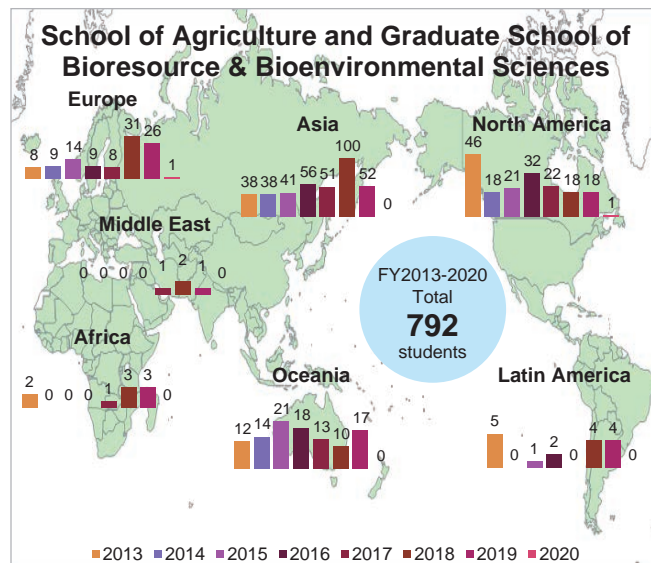 School of Agriculture and Graduate School of
Bioresource & Bioenvironmental Sciences
Europe
8 9 14 9 8 31 26 1
Asia
38 38 41 56 51 100 52 0
North America
46 18 21 32 22 18 18 1
Middle East
0 0 0 0 1 2 1 0
FY2013-2020
Total
792
students
Africa
2 0 0 0 1 3 3 0
Oceania
12 14 21 18 13 10 17 0
Latin America
5 0 1 2 0 4 4 0
2013 2014 2015 2016 2017 2018 2019 2020